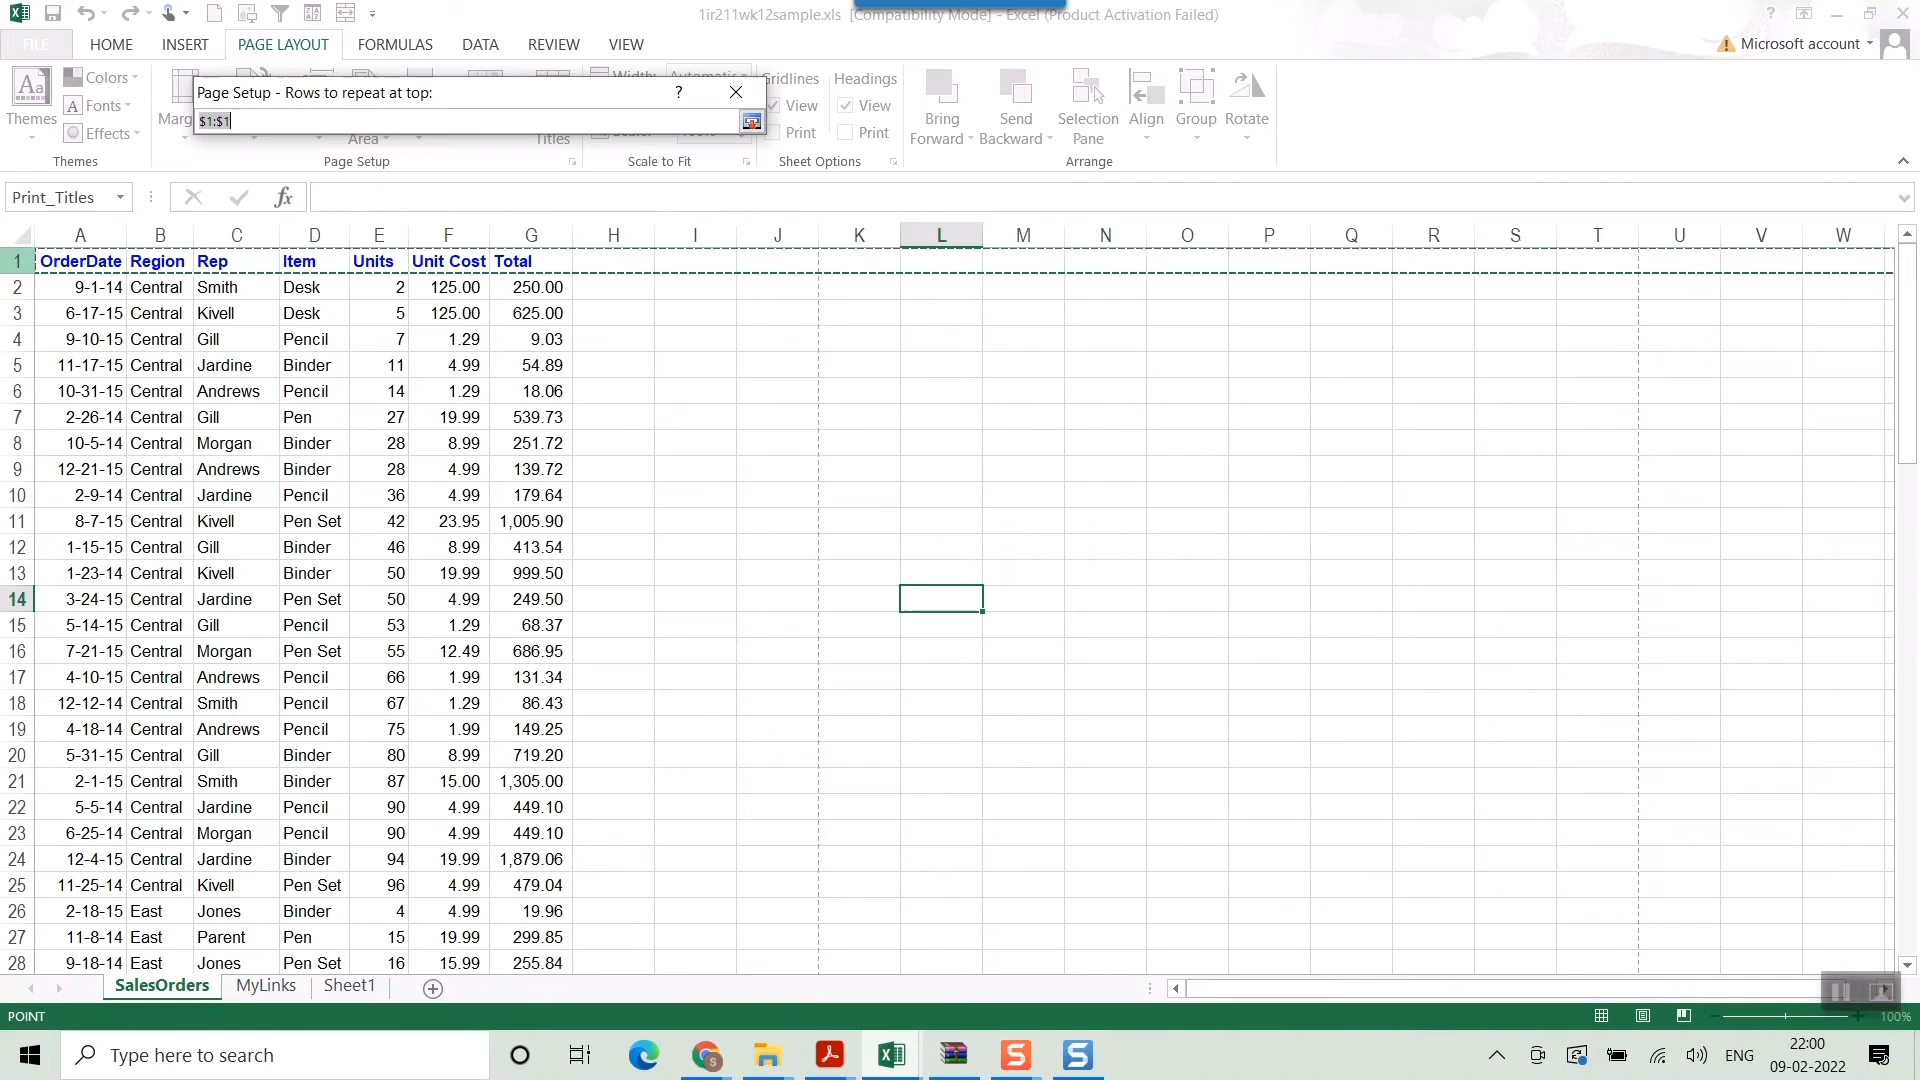 1ir211wk12sample.xls [Compatibility Mode] - Excel (Product Activation Failed)
FILE HOME INSERT PAGE LAYOUT FORMULAS DATA REVIEW VIEW Microsoft account
Page Setup - Rows to repeat at top: ?
$1:$1
Colors
Fonts
Effects
Themes
Area
Titles
Gridlines
View
Print
Headings
View
Print
Bring Forward
Send Backward
Selection Pane
Align
Group
Rotate
Themes Page Setup Scale to Fit Sheet Options Arrange
Print_Titles fx
A B C D E F G H I J K L M N O P Q R S T U V W
1 OrderDate Region Rep Item Units Unit Cost Total
2 9-1-14 Central Smith Desk 2 125.00 250.00
3 6-17-15 Central Kivell Desk 5 125.00 625.00
4 9-10-15 Central Gill Pencil 7 1.29 9.03
5 11-17-15 Central Jardine Binder 11 4.99 54.89
6 10-31-15 Central Andrews Pencil 14 1.29 18.06
7 2-26-14 Central Gill Pen 27 19.99 539.73
8 10-5-14 Central Morgan Binder 28 8.99 251.72
9 12-21-15 Central Andrews Binder 28 4.99 139.72
10 2-9-14 Central Jardine Pencil 36 4.99 179.64
11 8-7-15 Central Kivell Pen Set 42 23.95 1,005.90
12 1-15-15 Central Gill Binder 46 8.99 413.54
13 1-23-14 Central Kivell Binder 50 19.99 999.50
14 3-24-15 Central Jardine Pen Set 50 4.99 249.50
15 5-14-15 Central Gill Pencil 53 1.29 68.37
16 7-21-15 Central Morgan Pen Set 55 12.49 686.95
17 4-10-15 Central Andrews Pencil 66 1.99 131.34
18 12-12-14 Central Smith Pencil 67 1.29 86.43
19 4-18-14 Central Andrews Pencil 75 1.99 149.25
20 5-31-15 Central Gill Binder 80 8.99 719.20
21 2-1-15 Central Smith Binder 87 15.00 1,305.00
22 5-5-14 Central Jardine Pencil 90 4.99 449.10
23 6-25-14 Central Morgan Pencil 90 4.99 449.10
24 12-4-15 Central Jardine Binder 94 19.99 1,879.06
25 11-25-14 Central Kivell Pen Set 96 4.99 479.04
26 2-18-15 East Jones Binder 4 4.99 19.96
27 11-8-14 East Parent Pen 15 19.99 299.85
28 9-18-14 East Jones Pen Set 16 15.99 255.84
SalesOrders MyLinks Sheet1
POINT 100%
Type here to search
ENG
22:00
09-02-2022